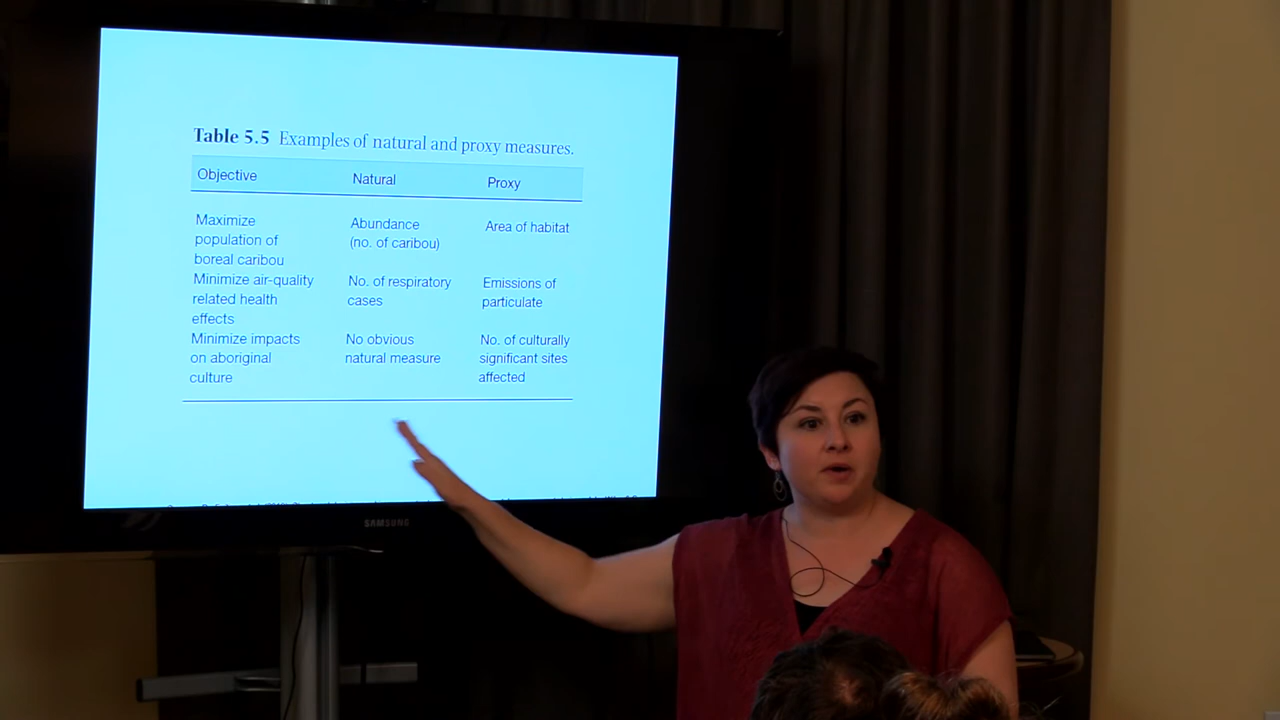 Table 5.5 Examples of natural and proxy measures.
Objective Natural Proxy
Maximize population of boreal caribou
Abundance (no. of caribou)
Area of habitat
Minimize air-quality related health effects
No. of respiratory cases
Emissions of particulate
Minimize impacts on aboriginal culture
No obvious natural measure
No. of culturally significant sites affected
SAMSUNG